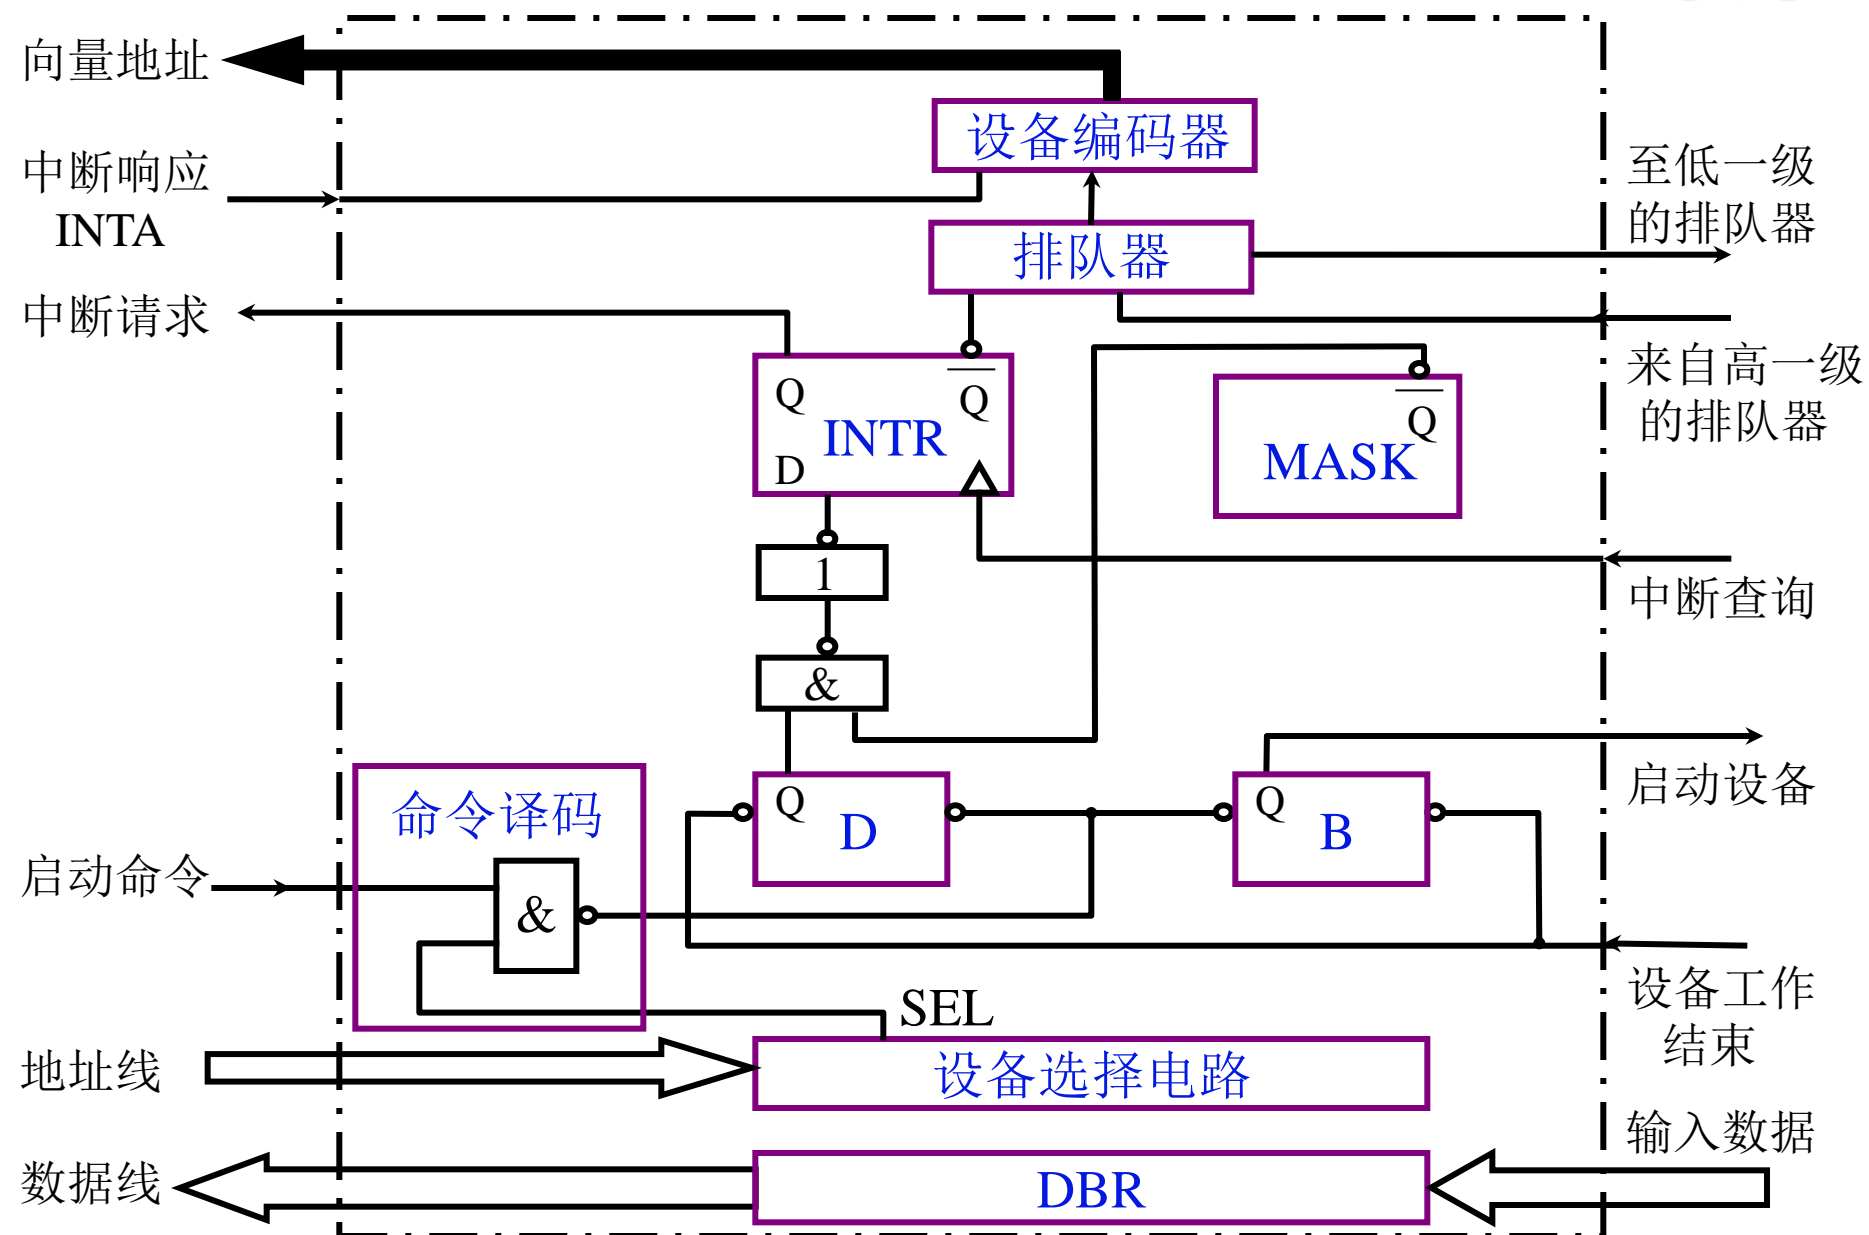 向量地址
设备编码器
中断响应
INTA
至低一级
的排队器
排队器
中断请求
来自高一级
的排队器
Q
Q
INTR
D
Q
MASK
1
中断查询
&
启动设备
命令译码
Q
D
Q
B
启动命令
&
设备工作
结束
SEL
地址线
设备选择电路
输入数据
数据线
DBR